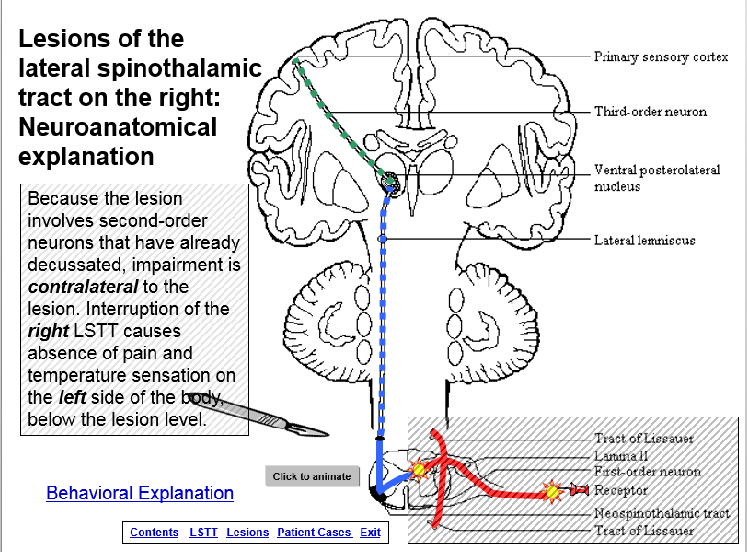 Lesions of the
lateral spinothalamic
tract on the right:
Neuroanatomical
explanation
Because the lesion
involves second-order
neurons that have already
decussated, impairment is
contralateral to the
lesion. Interruption of the
right LSTT causes
absence of pain and
temperature sensation on
the left side of the body,
below the lesion level.
Primary sensory cortex
Third-order neuron
Ventral posterolateral
nucleus
Lateral lemniscus
Tract of Lissauer
Lamina II
First-order neuron
Receptor
Neospinothalamic tract
Tract of Lissauer
Click to animate
Behavioral Explanation
Contents LSTT Lesions Patient Cases Exit